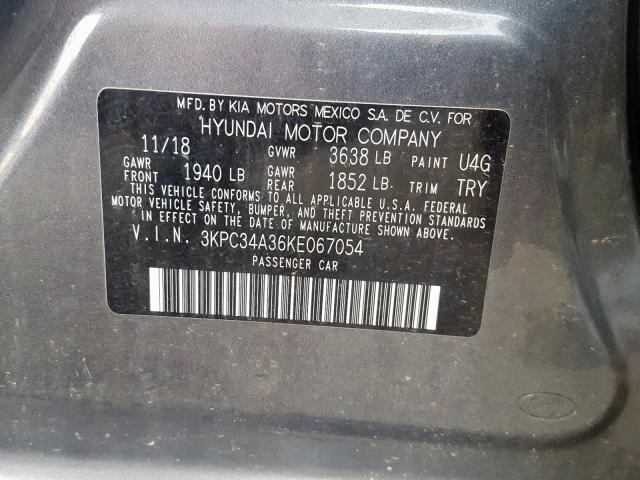 MFD. BY KIA MOTORS MEXICO S.A. DE C.V. FOR
HYUNDAI MOTOR COMPANY
11/18 GVWR 3638 LB PAINT U4G
GAWR FRONT 1940 LB GAWR REAR 1852 LB. TRIM TRY
THIS VEHICLE CONFORMS TO ALL APPLICABLE U.S.A. FEDERAL
MOTOR VEHICLE SAFETY, BUMPER, AND THEFT PREVENTION STANDARDS
IN EFFECT ON THE DATE OF MANUFACTURE SHOWN ABOVE.
V.I.N. 3KPC34A36KE067054
PASSENGER CAR